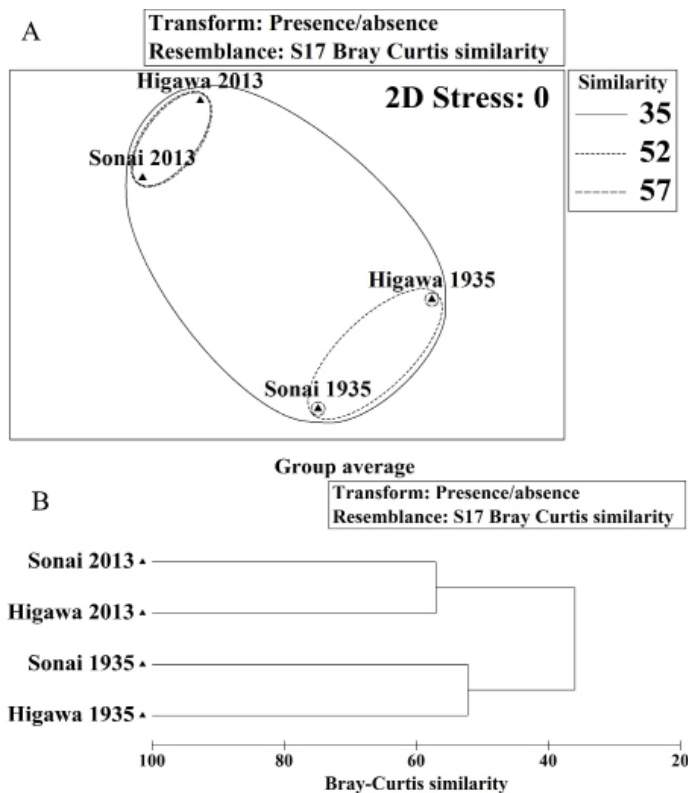 A
Transform: Presence/absence
Resemblance: S17 Bray Curtis similarity
Higawa 2013
2D Stress: 0
Sonai 2013
Higawa 1935
Sonai 1935
Similarity
35
52
57
Group average
B
Transform: Presence/absence
Resemblance: S17 Bray Curtis similarity
Sonai 2013
Higawa 2013
Sonai 1935
Higawa 1935
100 80 60 40 20
Bray-Curtis similarity